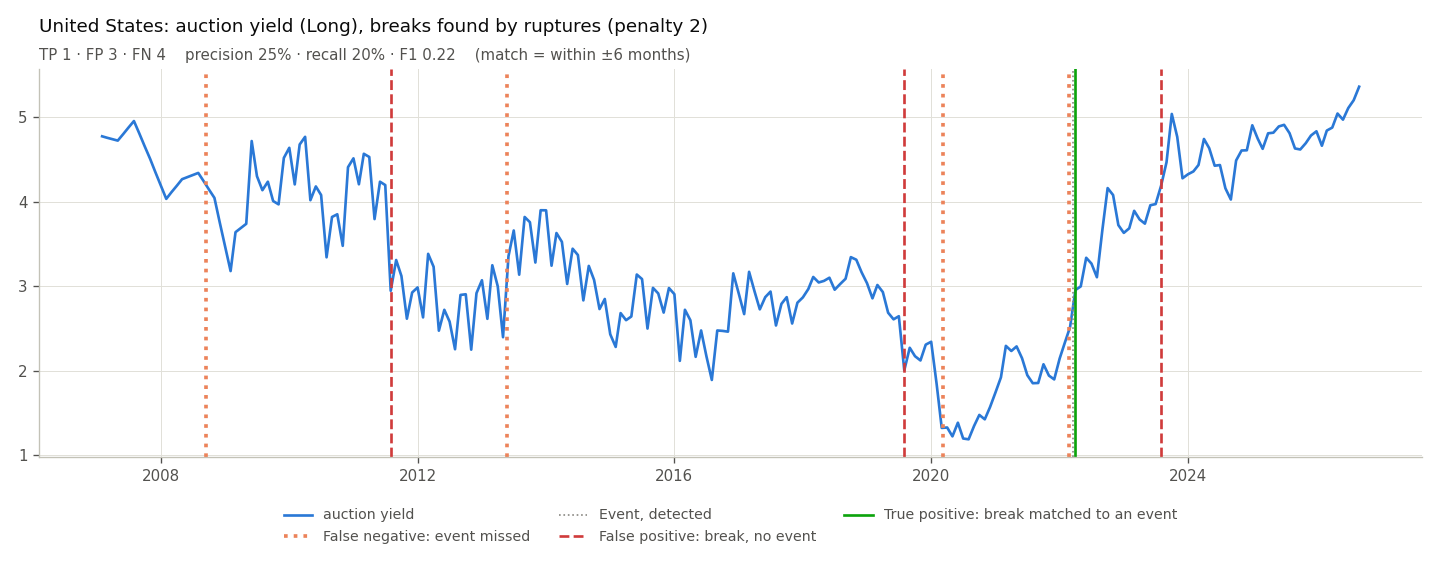 United States: auction yield (Long), breaks found by ruptures (penalty 2)
TP 1 · FP 3 · FN 4    precision 25% · recall 20% · F1 0.22    (match = within ±6 months)
5
4
3
2
1
2008 2012 2016 2020 2024
auction yield
False negative: event missed
Event, detected
False positive: break, no event
True positive: break matched to an event